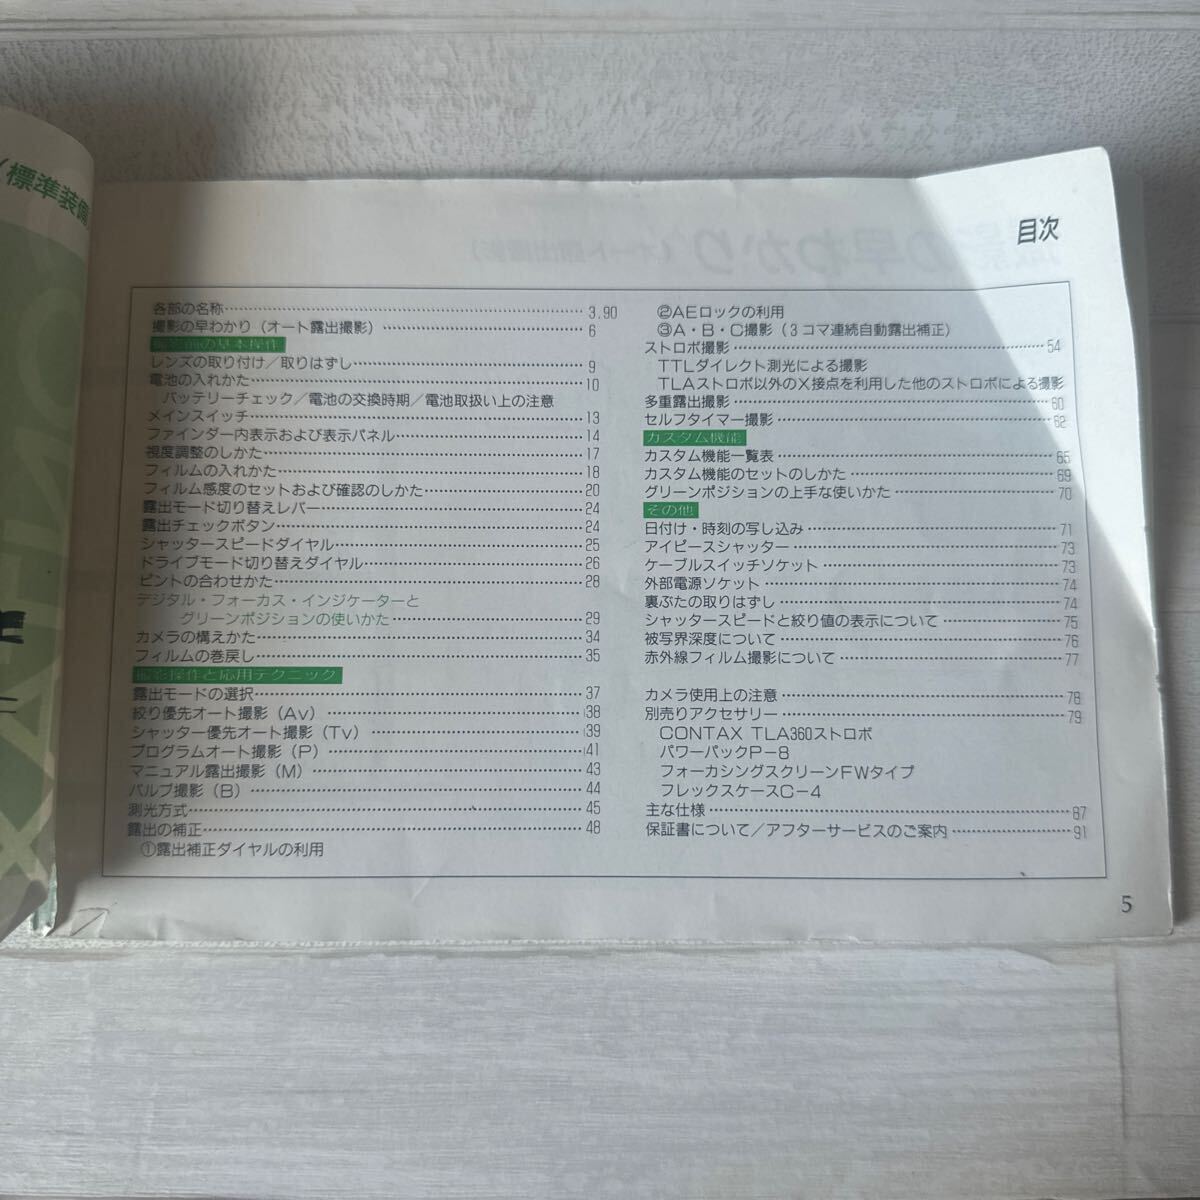 標準装備
目次
各部の名称 3,90
撮影の早わかり（オート露出撮影） 6
撮影前の基本操作
レンズの取り付け／取りはずし 9
電池の入れかた 10
バッテリーチェック／電池の交換時期／電池取扱い上の注意
メインスイッチ 13
ファインダー内表示および表示パネル 14
視度調整のしかた 17
フィルムの入れかた 18
フィルム感度のセットおよび確認のしかた 20
露出モード切り替えレバー 24
露出チェックボタン 24
シャッタースピードダイヤル 25
ドライブモード切り替えダイヤル 26
ピントの合わせかた 28
デジタル・フォーカス・インジケーターと
グリーンポジションの使いかた 29
カメラの構えかた 34
フィルムの巻戻し 35
撮影操作と応用テクニック
露出モードの選択 37
絞り優先オート撮影（Av） 38
シャッター優先オート撮影（Tv） 39
プログラムオート撮影（P） 41
マニュアル露出撮影（M） 43
バルブ撮影（B） 44
測光方式 45
露出の補正 48
①露出補正ダイヤルの利用
②AEロックの利用
③A・B・C撮影（3コマ連続自動露出補正）
ストロボ撮影 54
TTLダイレクト測光による撮影
TLAストロボ以外のX接点を利用した他のストロボによる撮影
多重露出撮影 60
セルフタイマー撮影 62
カスタム機能
カスタム機能一覧表 65
カスタム機能のセットのしかた 69
グリーンポジションの上手な使いかた 70
その他
日付け・時刻の写し込み 71
アイピースシャッター 73
ケーブルスイッチソケット 73
外部電源ソケット 74
裏ぶたの取りはずし 74
シャッタースピードと絞り値の表示について 75
被写界深度について 76
赤外線フィルム撮影について 77
カメラ使用上の注意 78
別売りアクセサリー 79
CONTAX TLA360ストロボ
パワーパックP−8
フォーカシングスクリーンFWタイプ
フレックスケースC−4
主な仕様 87
保証書について／アフターサービスのご案内 91
5